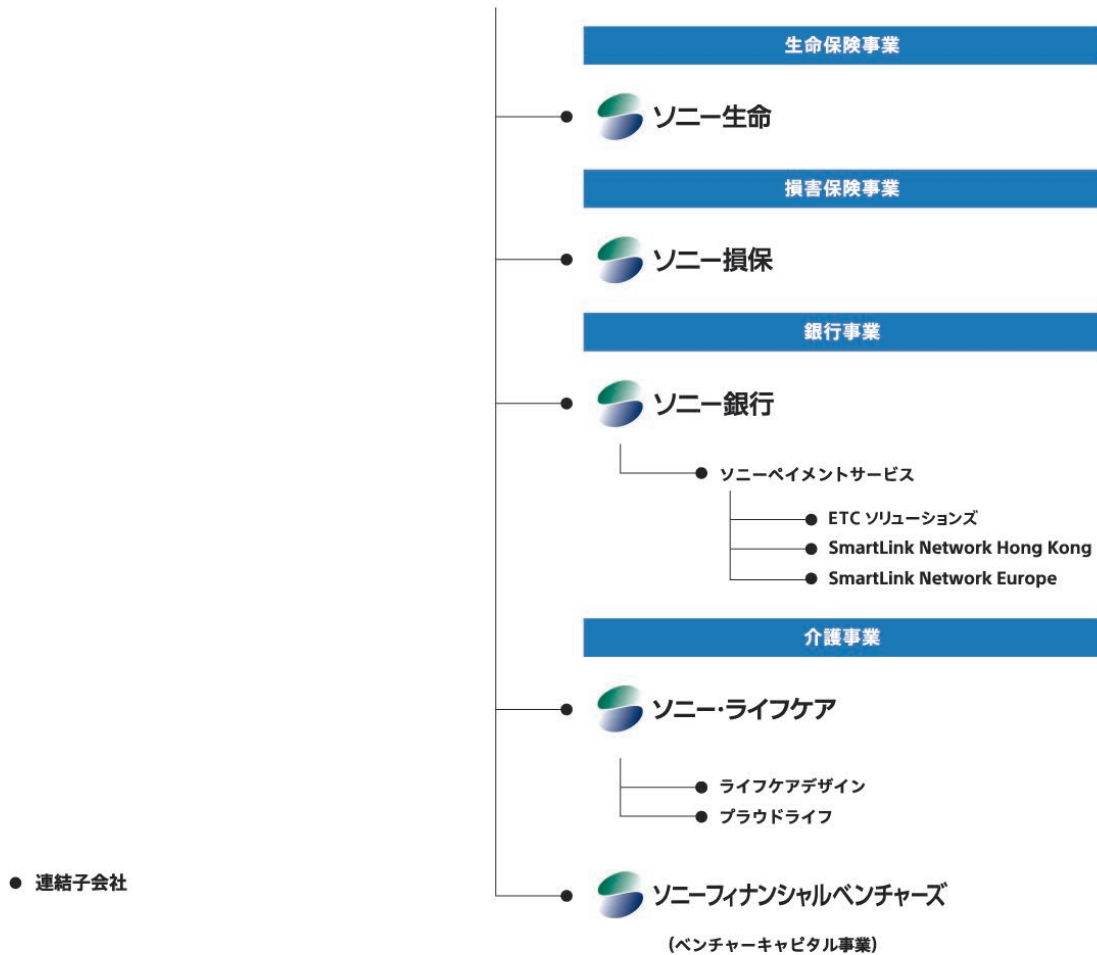 生命保険事業
ソニー生命
損害保険事業
ソニー損保
銀行事業
ソニー銀行
ソニーペイメントサービス
ETC ソリューションズ
SmartLink Network Hong Kong
SmartLink Network Europe
介護事業
ソニー・ライフケア
ライフケアデザイン
プラウドライフ
連結子会社
ソニーフィナンシャルベンチャーズ
(ベンチャーキャピタル事業)